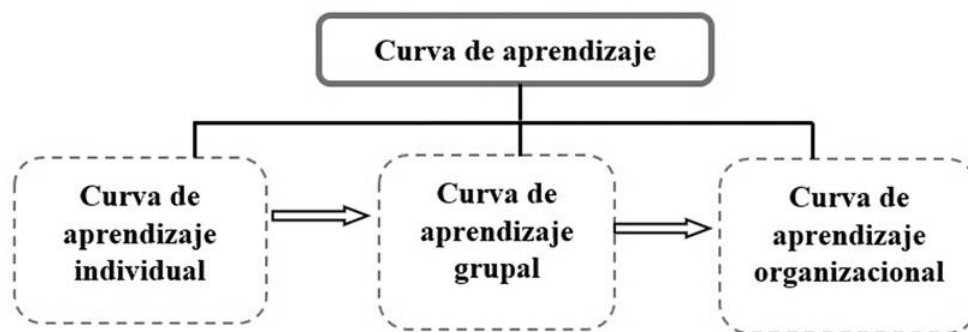 Curva de aprendizaje
Curva de
aprendizaje
individual
Curva de
aprendizaje
grupal
Curva de
aprendizaje
organizacional